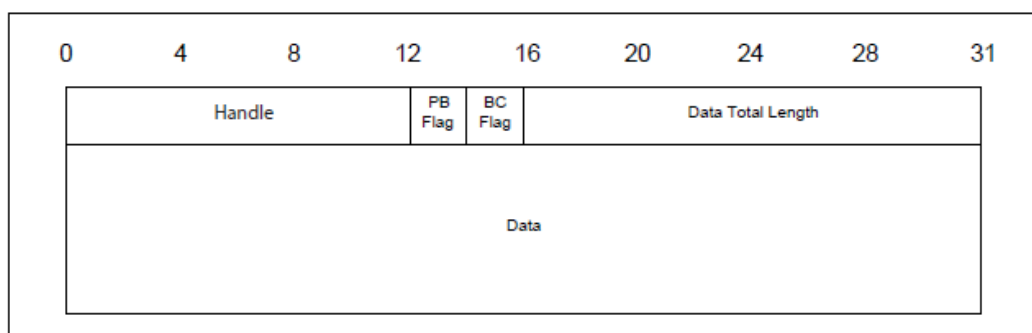 0 4 8 12 16 20 24 28 31
Handle PB Flag BC Flag Data Total Length
Data